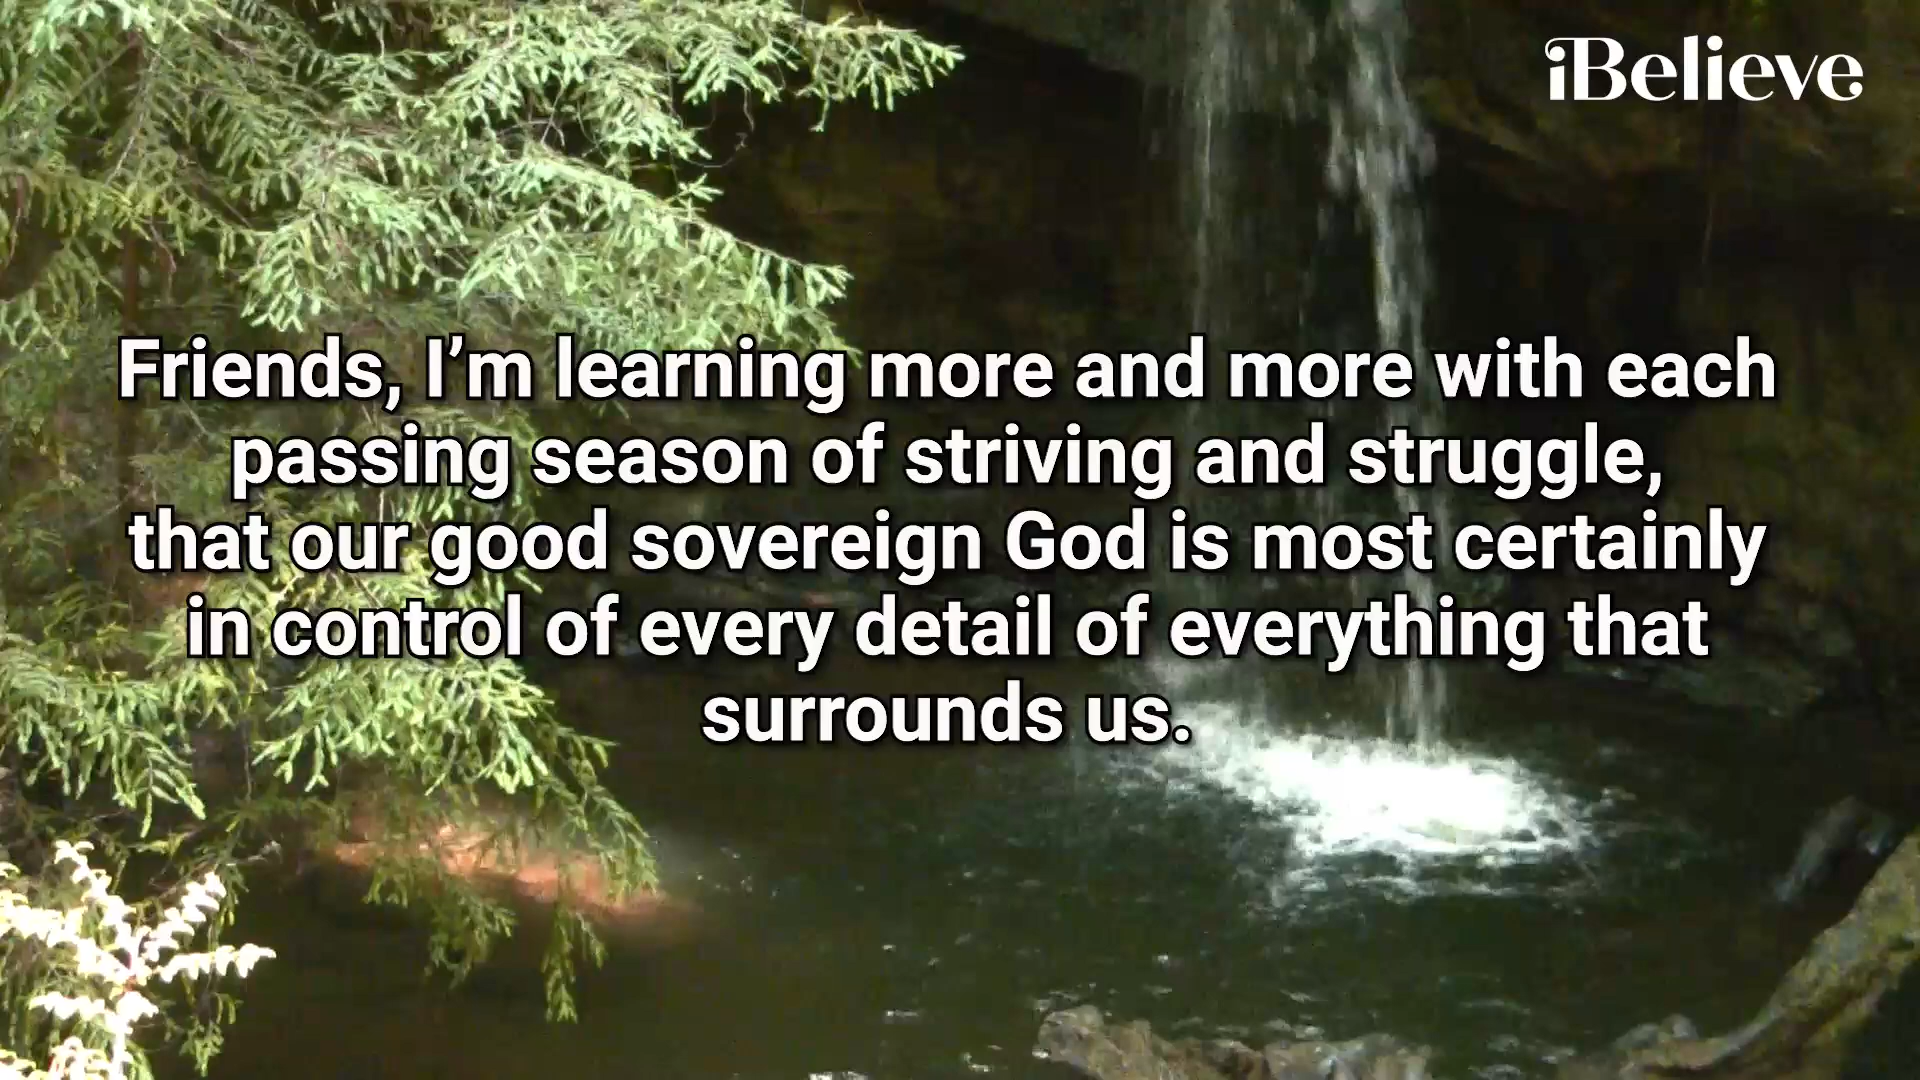 iBelieve
Friends, I’m learning more and more with each
passing season of striving and struggle,
that our good sovereign God is most certainly
in control of every detail of everything that
surrounds us.